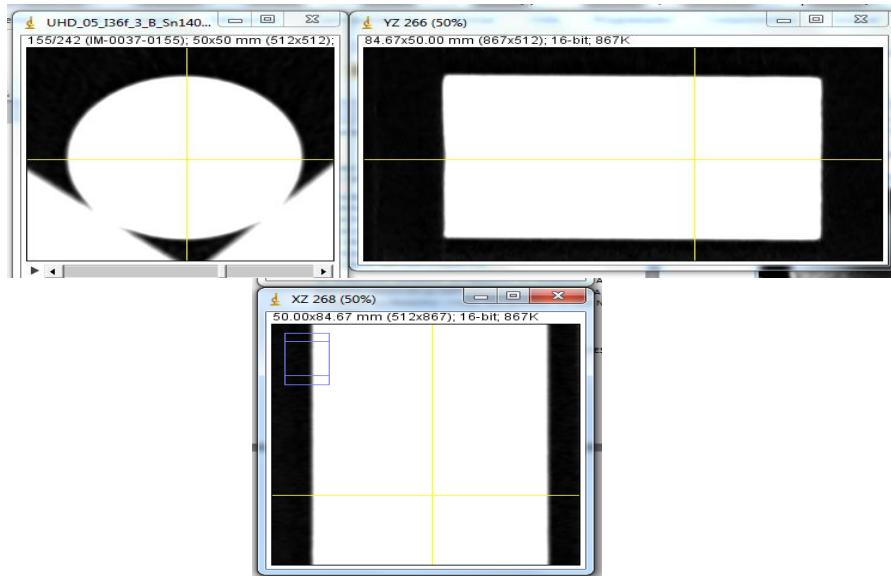 UHD_05_I36f_3_B_Sn140...
155/242 (IM-0037-0155); 50x50 mm (512x512);
YZ 266 (50%)
84.67x50.00 mm (867x512); 16-bit; 867K
XZ 268 (50%)
50.00x84.67 mm (512x867); 16-bit; 867K